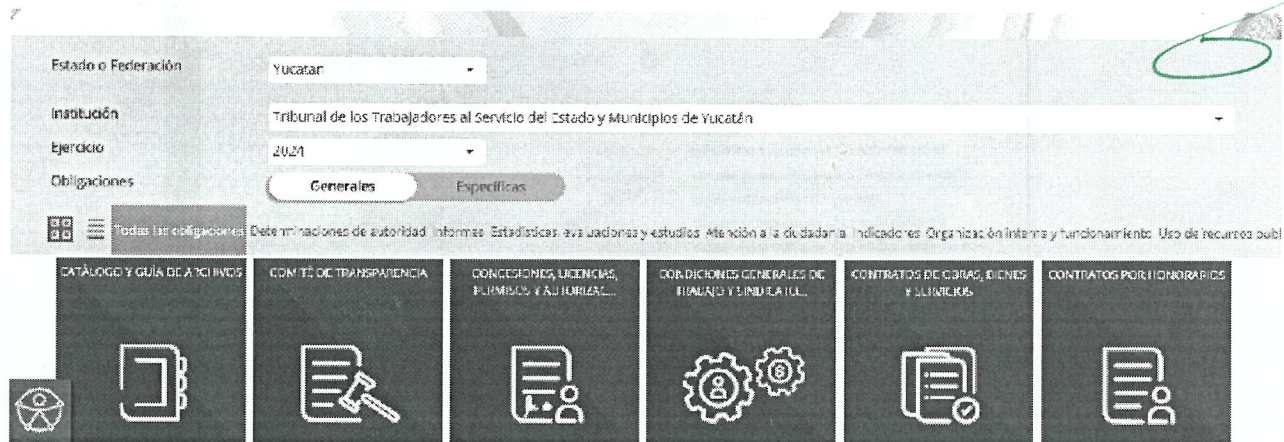 Estado o Federación
Yucatán
Institución
Tribunal de los Trabajadores al Servicio del Estado y Municipios de Yucatán
Ejercicio
2024
Obligaciones
Generales
Específicas
Todas las obligaciones Determinaciones de autoridad Informes Estadísticas, evaluaciones y estudios Atención a la ciudadanía Indicadores Organización interna y funcionamiento Uso de recursos públ
CATÁLOGO Y GUÍA DE ARCHIVOS
COMITÉ DE TRANSPARENCIA
CONCESIONES, LICENCIAS,
PERMISOS Y AUTORIZAC...
CONDICIONES GENERALES DE
TRABAJO Y SINDICATO...
CONTRATOS DE OBRAS, BIENES
Y SERVICIOS
CONTRATOS POR HONORARIOS